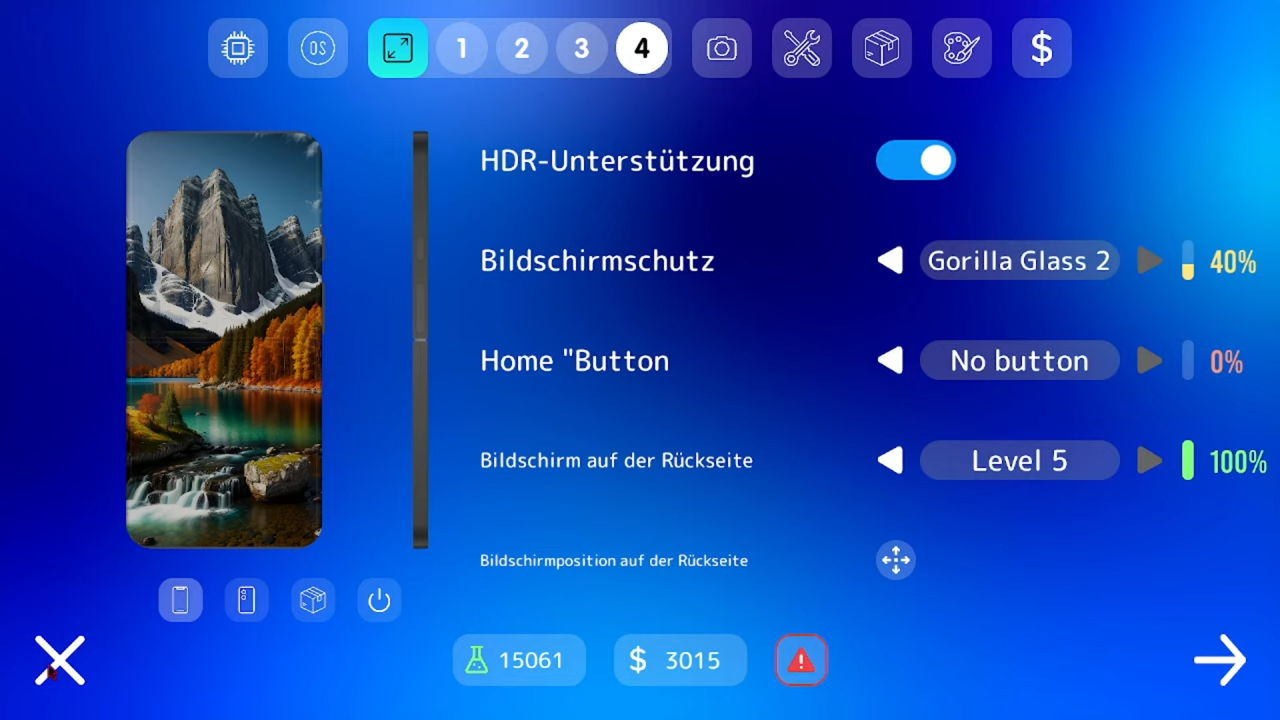 OS
1
2
3
4
$
HDR-Unterstützung
Bildschirmschutz
Gorilla Glass 2
40%
Home "Button
No button
0%
Bildschirm auf der Rückseite
Level 5
100%
Bildschirmposition auf der Rückseite
15061
$ 3015